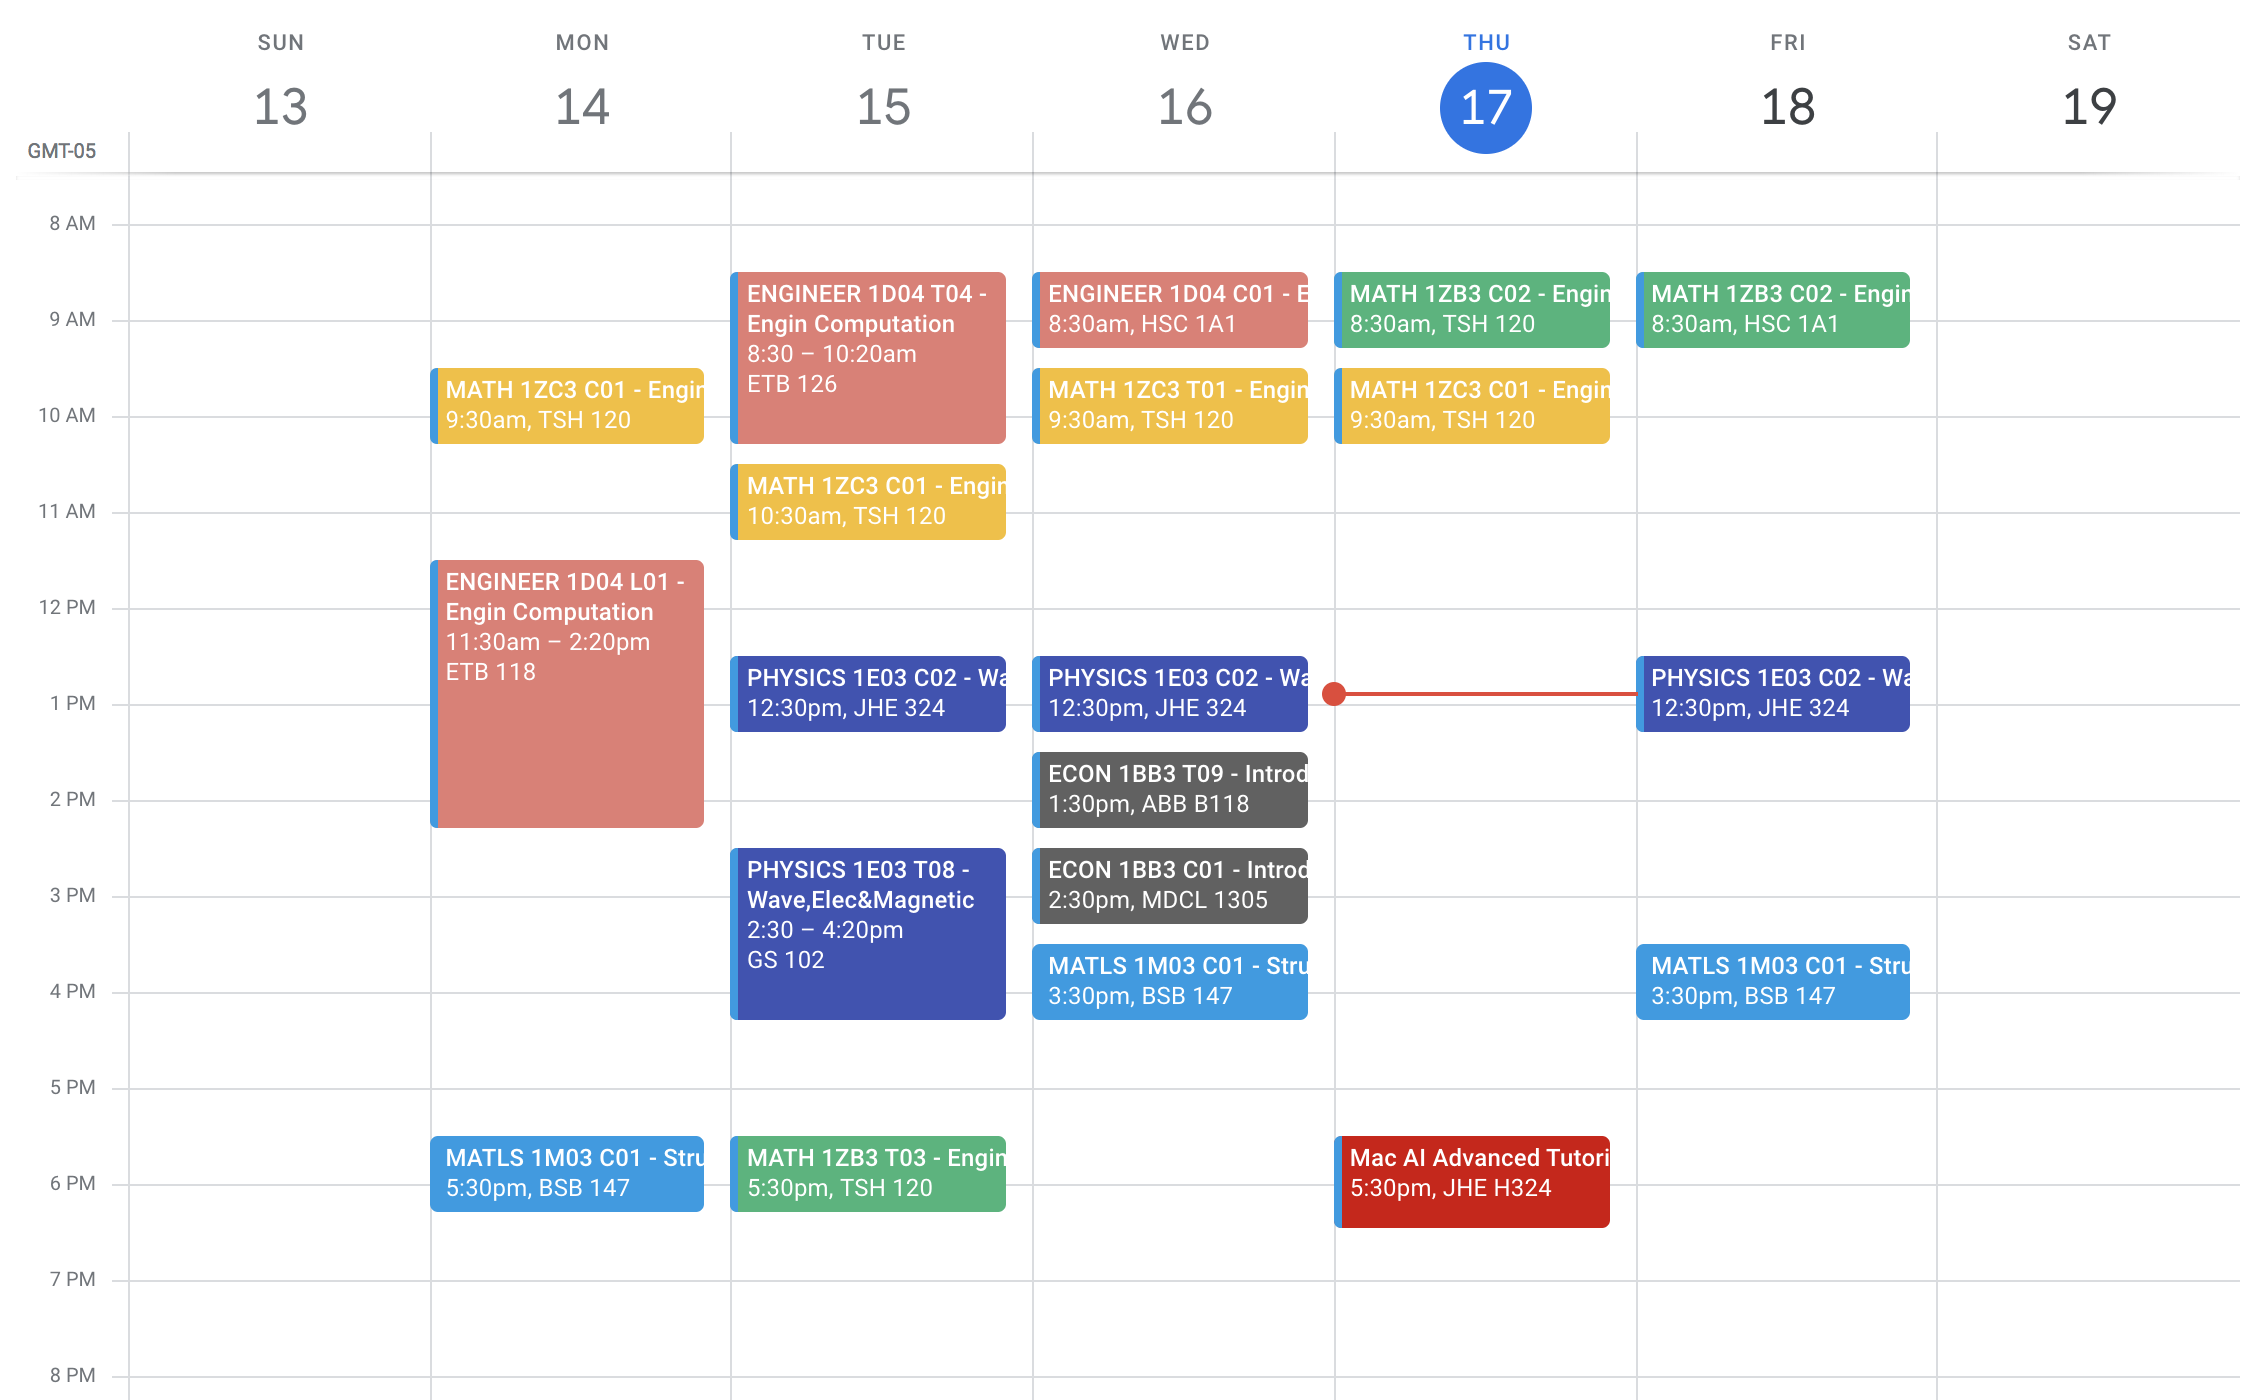 SUN MON TUE WED THU FRI SAT
13 14 15 16 17 18 19
GMT-05
8 AM
9 AM
10 AM
11 AM
12 PM
1 PM
2 PM
3 PM
4 PM
5 PM
6 PM
7 PM
8 PM
MATH 1ZC3 C01 - Engin
9:30am, TSH 120
ENGINEER 1D04 L01 -
Engin Computation
11:30am – 2:20pm
ETB 118
MATLS 1M03 C01 - Stru
5:30pm, BSB 147
ENGINEER 1D04 T04 -
Engin Computation
8:30 – 10:20am
ETB 126
MATH 1ZC3 C01 - Engin
10:30am, TSH 120
PHYSICS 1E03 C02 - Wa
12:30pm, JHE 324
PHYSICS 1E03 T08 -
Wave,Elec&Magnetic
2:30 – 4:20pm
GS 102
MATH 1ZB3 T03 - Engin
5:30pm, TSH 120
ENGINEER 1D04 C01 - E
8:30am, HSC 1A1
MATH 1ZC3 T01 - Engin
9:30am, TSH 120
PHYSICS 1E03 C02 - Wa
12:30pm, JHE 324
ECON 1BB3 T09 - Introd
1:30pm, ABB B118
ECON 1BB3 C01 - Introd
2:30pm, MDCL 1305
MATLS 1M03 C01 - Stru
3:30pm, BSB 147
MATH 1ZB3 C02 - Engin
8:30am, TSH 120
MATH 1ZC3 C01 - Engin
9:30am, TSH 120
Mac AI Advanced Tutori
5:30pm, JHE H324
MATH 1ZB3 C02 - Engin
8:30am, HSC 1A1
PHYSICS 1E03 C02 - Wa
12:30pm, JHE 324
MATLS 1M03 C01 - Stru
3:30pm, BSB 147